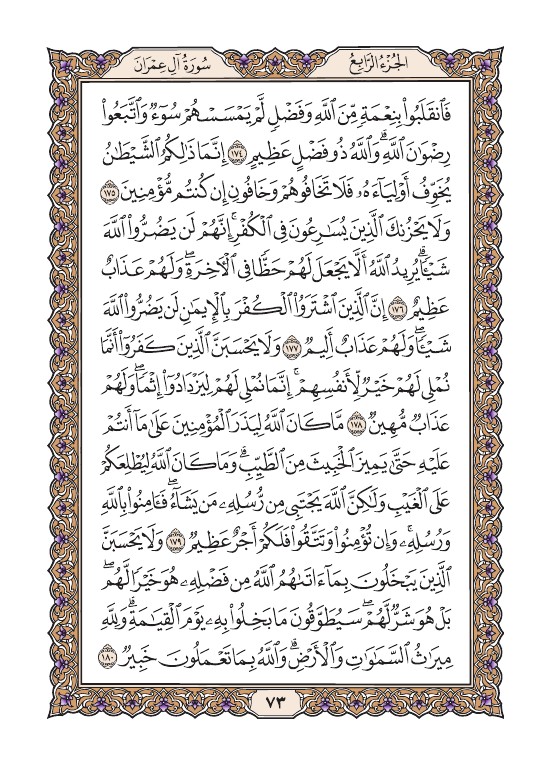 الجُزْءُ الرَّابِعُ
سُورَةُ آلِ عِمْرَانَ
فَٱنقَلَبُوا۟ بِنِعْمَةٍ مِّنَ ٱللَّهِ وَفَضْلٍ لَّمْ يَمْسَسْهُمْ سُوٓءٌ وَٱتَّبَعُوا۟
رِضْوَٰنَ ٱللَّهِ ۗ وَٱللَّهُ ذُو فَضْلٍ عَظِيمٍ ١٧٤ إِنَّمَا ذَٰلِكُمُ ٱلشَّيْطَٰنُ
يُخَوِّفُ أَوْلِيَآءَهُۥ فَلَا تَخَافُوهُمْ وَخَافُونِ إِن كُنتُم مُّؤْمِنِينَ ١٧٥
وَلَا يَحْزُنكَ ٱلَّذِينَ يُسَٰرِعُونَ فِى ٱلْكُفْرِ ۚ إِنَّهُمْ لَن يَضُرُّوا۟ ٱللَّهَ
شَيْـًٔا ۗ يُرِيدُ ٱللَّهُ أَلَّا يَجْعَلَ لَهُمْ حَظًّا فِى ٱلْءَاخِرَةِ ۖ وَلَهُمْ عَذَابٌ
عَظِيمٌ ١٧٦ إِنَّ ٱلَّذِينَ ٱشْتَرَوُا۟ ٱلْكُفْرَ بِٱلْإِيمَٰنِ لَن يَضُرُّوا۟ ٱللَّهَ
شَيْـًٔا ۖ وَلَهُمْ عَذَابٌ أَلِيمٌ ١٧٧ وَلَا يَحْسَبَنَّ ٱلَّذِينَ كَفَرُوٓا۟ أَنَّمَا
نُمْلِى لَهُمْ خَيْرٌ لِّأَنفُسِهِمْ ۚ إِنَّمَا نُمْلِى لَهُمْ لِيَزْدَادُوٓا۟ إِثْمًا ۖ وَلَهُمْ
عَذَابٌ مُّهِينٌ ١٧٨ مَّا كَانَ ٱللَّهُ لِيَذَرَ ٱلْمُؤْمِنِينَ عَلَىٰ مَآ أَنتُمْ
عَلَيْهِ حَتَّىٰ يَمِيزَ ٱلْخَبِيثَ مِنَ ٱلطَّيِّبِ ۗ وَمَا كَانَ ٱللَّهُ لِيُطْلِعَكُمْ
عَلَى ٱلْغَيْبِ وَلَٰكِنَّ ٱللَّهَ يَجْتَبِى مِن رُّسُلِهِۦ مَن يَشَآءُ ۖ فَـَٔامِنُوا۟ بِٱللَّهِ
وَرُسُلِهِۦ ۚ وَإِن تُؤْمِنُوا۟ وَتَتَّقُوا۟ فَلَكُمْ أَجْرٌ عَظِيمٌ ١٧٩ وَلَا يَحْسَبَنَّ
ٱلَّذِينَ يَبْخَلُونَ بِمَآ ءَاتَىٰهُمُ ٱللَّهُ مِن فَضْلِهِۦ هُوَ خَيْرًا لَّهُم ۖ
بَلْ هُوَ شَرٌّ لَّهُمْ ۖ سَيُطَوَّقُونَ مَا بَخِلُوا۟ بِهِۦ يَوْمَ ٱلْقِيَٰمَةِ ۗ وَلِلَّهِ
مِيرَٰثُ ٱلسَّمَٰوَٰتِ وَٱلْأَرْضِ ۗ وَٱللَّهُ بِمَا تَعْمَلُونَ خَبِيرٌ ١٨٠
٧٣